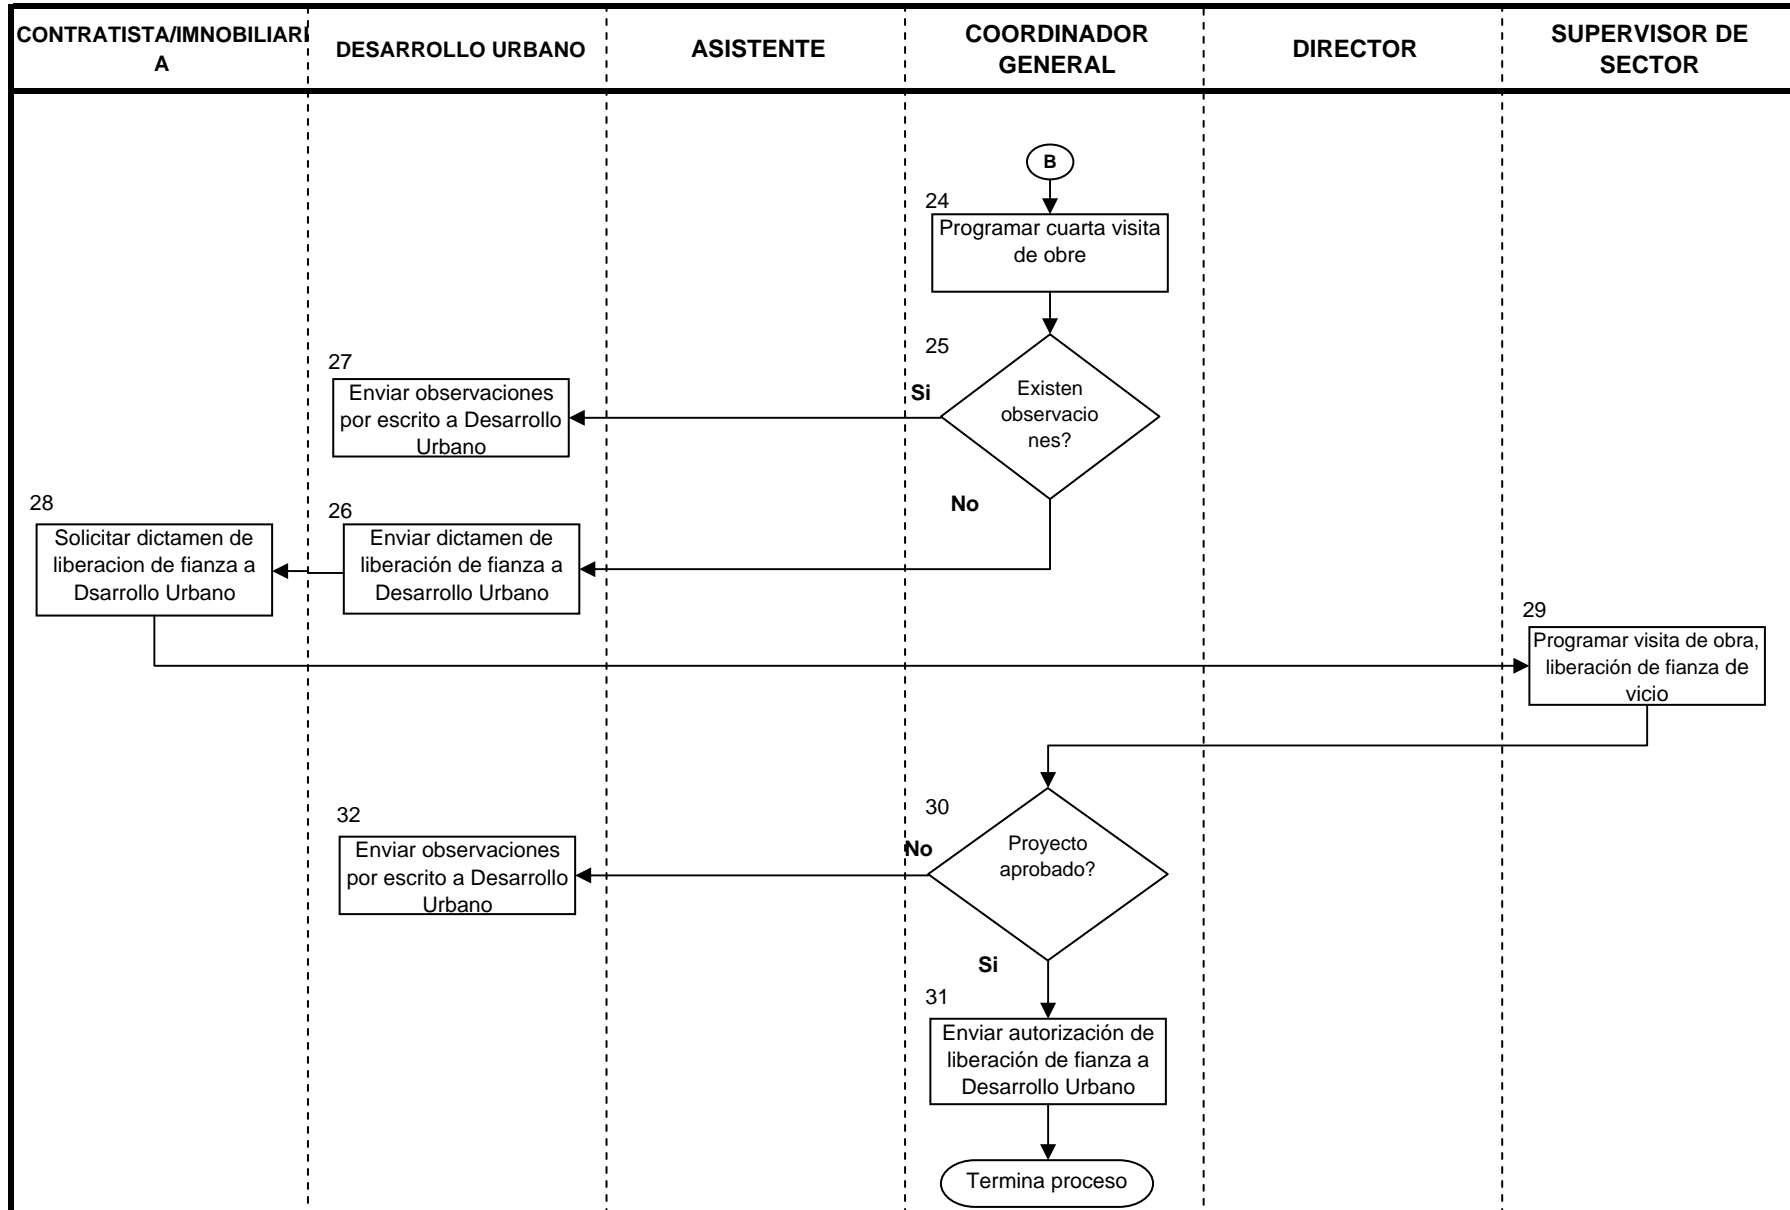 CONTRATISTA/IMNOBILIARI
A
DESARROLLO URBANO
ASISTENTE
COORDINADOR
GENERAL
DIRECTOR
SUPERVISOR DE
SECTOR
B
24
Programar cuarta visita
de obre
25
Existen
observacio
nes?
Si
No
27
Enviar observaciones
por escrito a Desarrollo
Urbano
28
Solicitar dictamen de
liberacion de fianza a
Dsarrollo Urbano
26
Enviar dictamen de
liberación de fianza a
Desarrollo Urbano
29
Programar visita de obra,
liberación de fianza de
vicio
30
Proyecto
aprobado?
No
Si
32
Enviar observaciones
por escrito a Desarrollo
Urbano
31
Enviar autorización de
liberación de fianza a
Desarrollo Urbano
Termina proceso